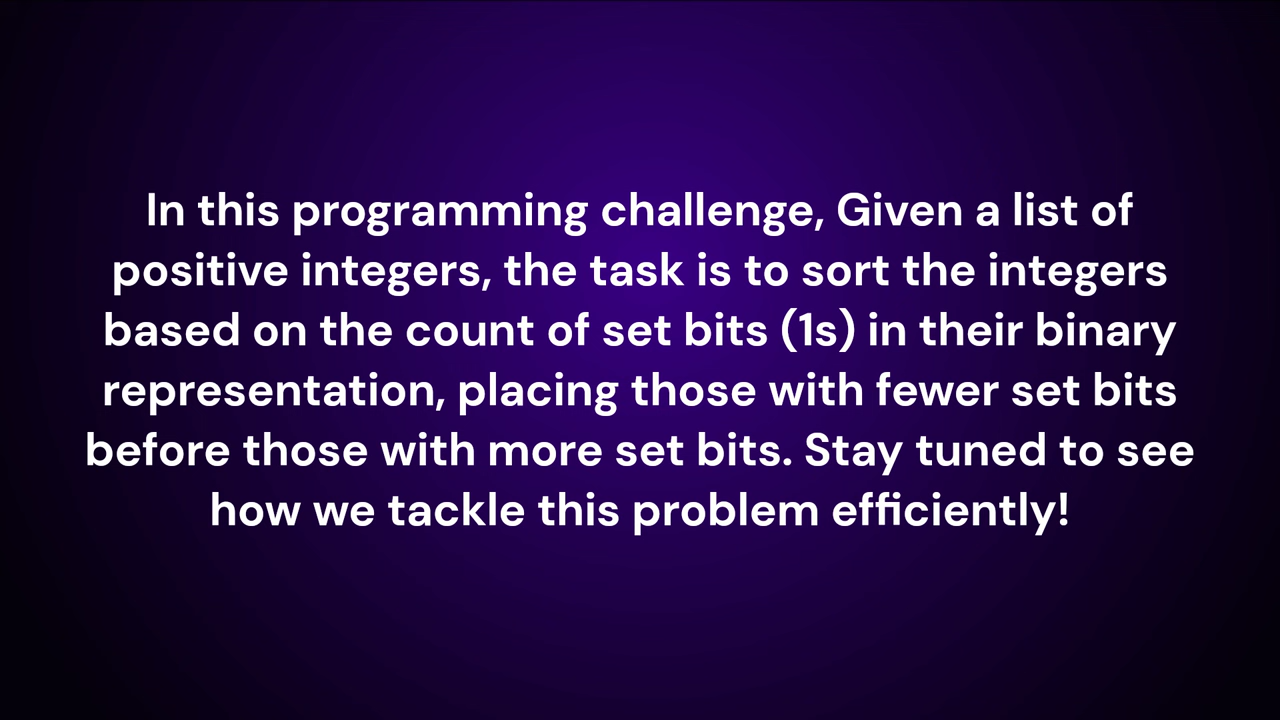 In this programming challenge, Given a list of
positive integers, the task is to sort the integers
based on the count of set bits (1s) in their binary
representation, placing those with fewer set bits
before those with more set bits. Stay tuned to see
how we tackle this problem efficiently!